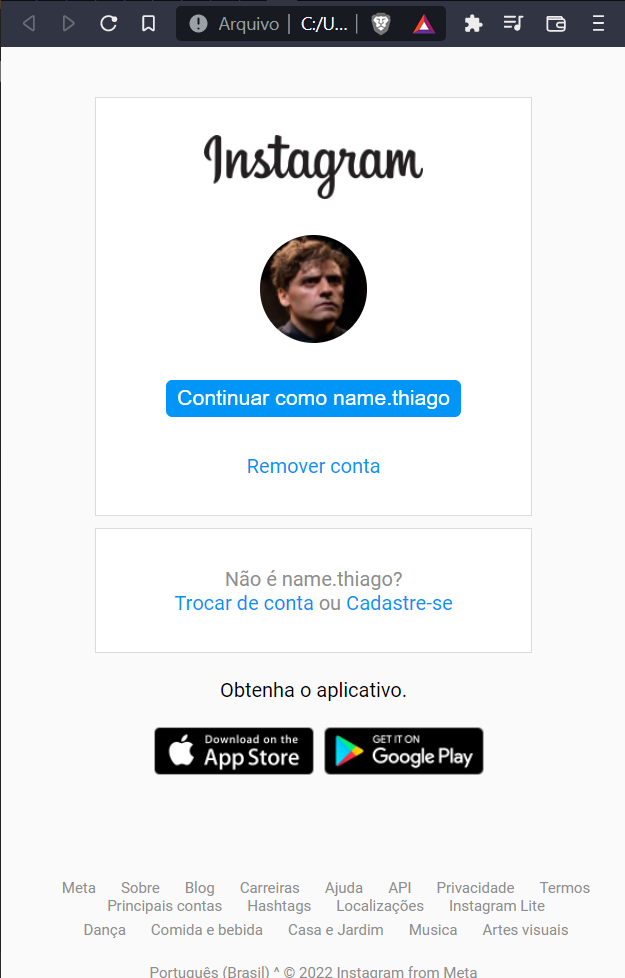 Arquivo | C:/U... |
Instagram
Continuar como name.thiago
Remover conta
Não é name.thiago?
Trocar de conta ou Cadastre-se
Obtenha o aplicativo.
Download on the
App Store
GET IT ON
Google Play
Meta Sobre Blog Carreiras Ajuda API Privacidade Termos
Principais contas Hashtags Localizações Instagram Lite
Dança Comida e bebida Casa e Jardim Musica Artes visuais
Português (Brasil) ^ © 2022 Instagram from Meta